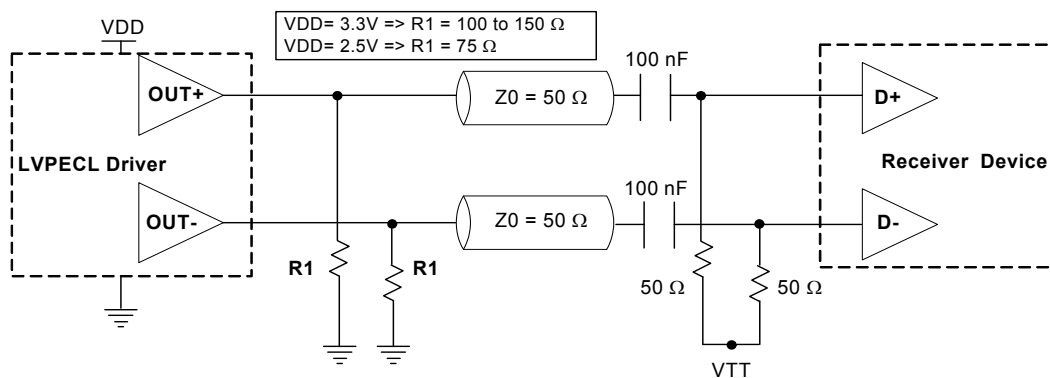 VDD
VDD= 3.3V => R1 = 100 to 150 Ω
VDD= 2.5V => R1 = 75 Ω
100 nF
OUT+
Z0 = 50 Ω
D+
LVPECL Driver
Receiver Device
100 nF
OUT-
Z0 = 50 Ω
D-
R1
R1
50 Ω
50 Ω
VTT